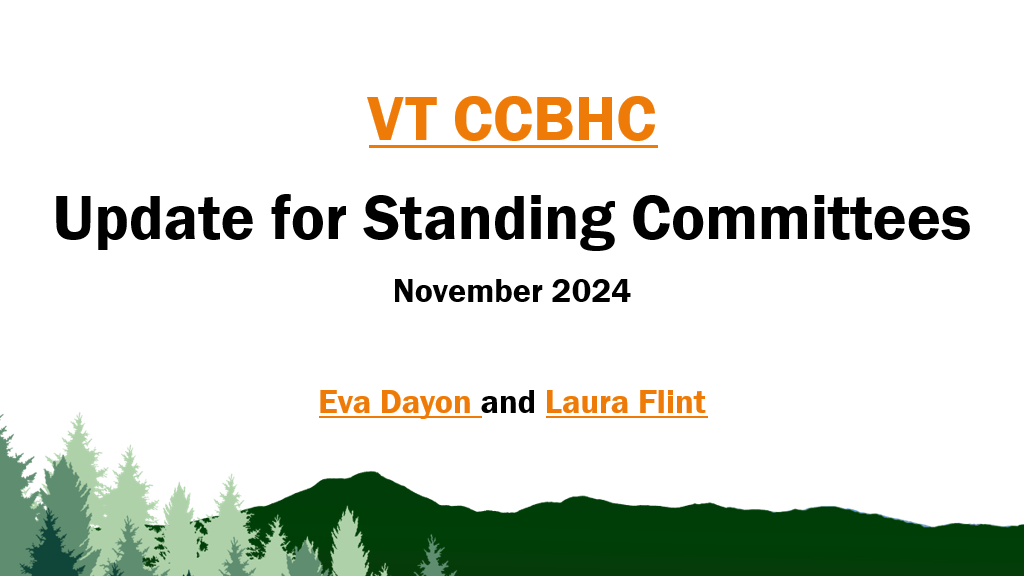 VT CCBHC
Update for Standing Committees
November 2024
Eva Dayon and Laura Flint